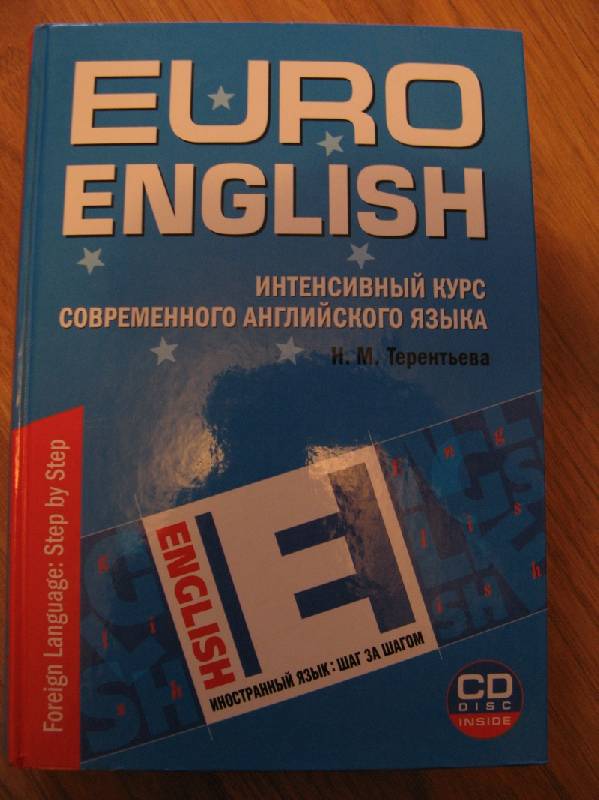 EURO
ENGLISH
ИНТЕНСИВНЫЙ КУРС
СОВРЕМЕННОГО АНГЛИЙСКОГО ЯЗЫКА
Н. М. Терентьева
Foreign Language: Step by Step
ENGLISH
E
ИНОСТРАННЫЙ ЯЗЫК: ШАГ ЗА ШАГОМ
CD
DISC
INSIDE